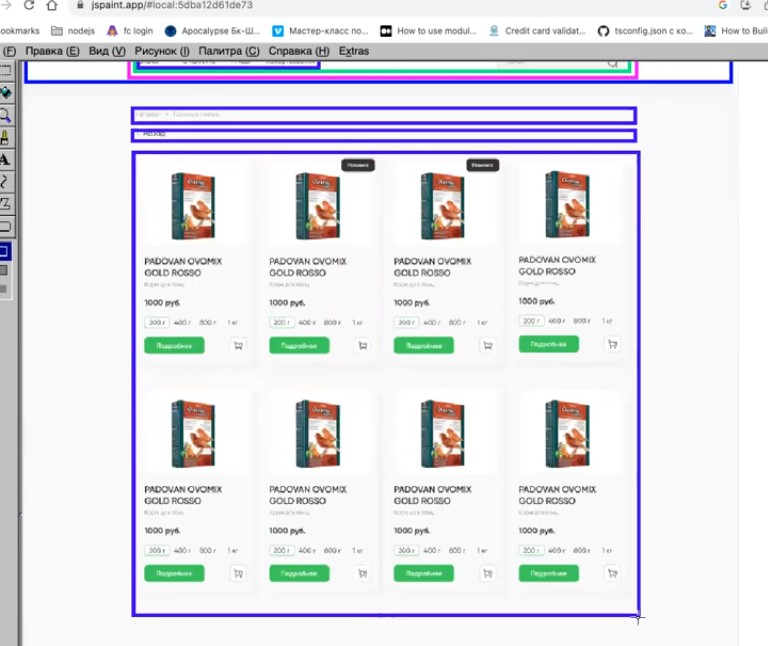 jspaint.app/#local:5dba12d61de73
ookmarks nodejs fc login Apocalypse Бк-Ш... Мастер-класс по... How to use modul... Credit card validat... tsconfig.json с ко... How to Buil
(F) Правка (E) Вид (V) Рисунок (I) Палитра (C) Справка (H) Extras
Назад
Новинка! Новинка!
PADOVAN OVOMIX PADOVAN OVOMIX PADOVAN OVOMIX PADOVAN OVOMIX
GOLD ROSSO GOLD ROSSO GOLD ROSSO GOLD ROSSO
Корм для птиц Корм для птиц Корм для птиц Корм для птиц
1000 руб. 1000 руб. 1000 руб. 1000 руб.
200 г 400 г 800 г 1 кг 200 г 400 г 800 г 1 кг 200 г 400 г 800 г 1 кг 200 г 400 г 800 г 1 кг
Подробнее Подробнее Подробнее Подробнее
PADOVAN OVOMIX PADOVAN OVOMIX PADOVAN OVOMIX PADOVAN OVOMIX
GOLD ROSSO GOLD ROSSO GOLD ROSSO GOLD ROSSO
Корм для птиц Корм для птиц Корм для птиц Корм для птиц
1000 руб. 1000 руб. 1000 руб. 1000 руб.
200 г 400 г 800 г 1 кг 200 г 400 г 800 г 1 кг 200 г 400 г 800 г 1 кг 200 г 400 г 800 г 1 кг
Подробнее Подробнее Подробнее Подробнее